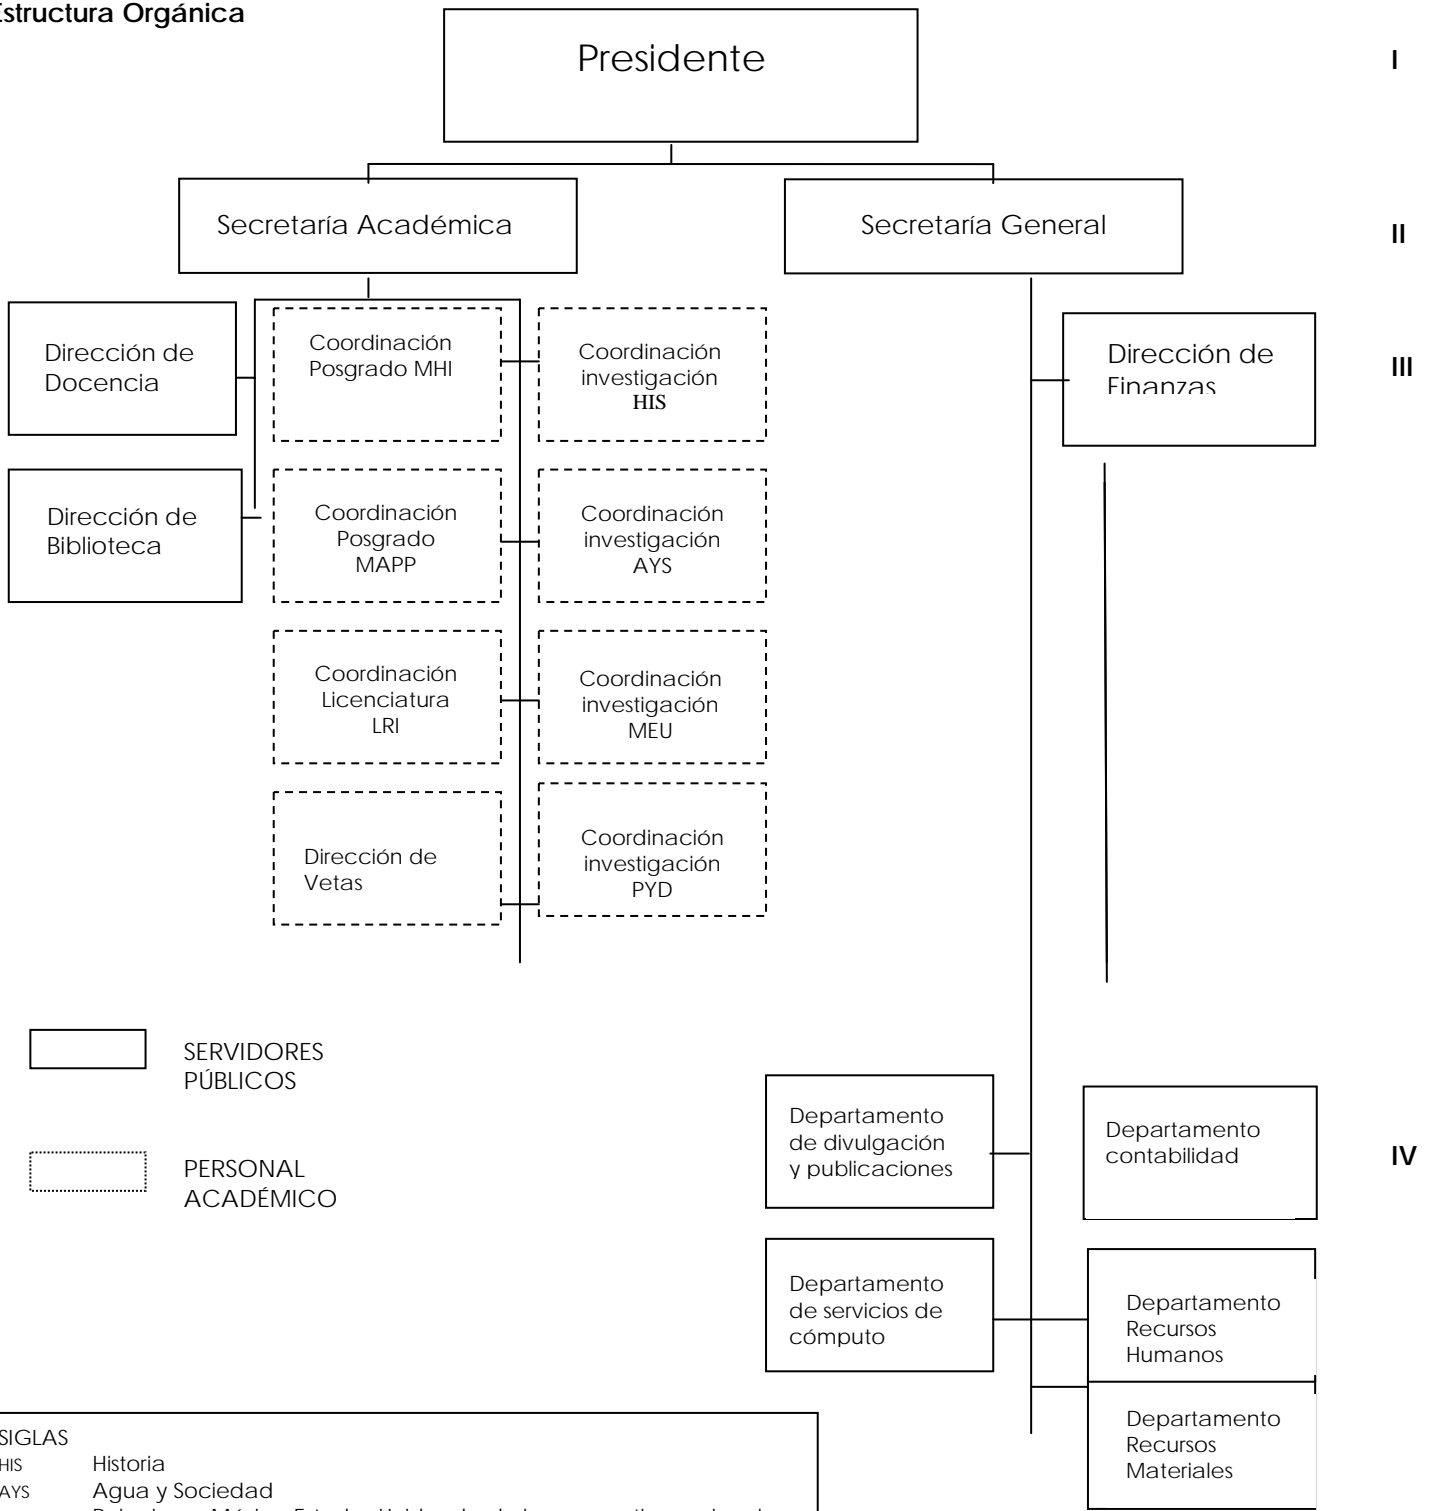 Estructura Orgánica
Presidente
I
Secretaría Académica
Secretaría General
II
Dirección de
Docencia
Coordinación
Posgrado MHI
Coordinación
investigación
HIS
Dirección de
Finanzas
III
Dirección de
Biblioteca
Coordinación
Posgrado
MAPP
Coordinación
investigación
AYS
Coordinación
Licenciatura
LRI
Coordinación
investigación
MEU
Dirección de
Vetas
Coordinación
investigación
PYD
SERVIDORES
PÚBLICOS
PERSONAL
ACADÉMICO
Departamento
de divulgación
y publicaciones
Departamento
contabilidad
IV
Departamento
de servicios de
cómputo
Departamento
Recursos
Humanos
Departamento
Recursos
Materiales
SIGLAS
HIS Historia
AYS Agua y Sociedad